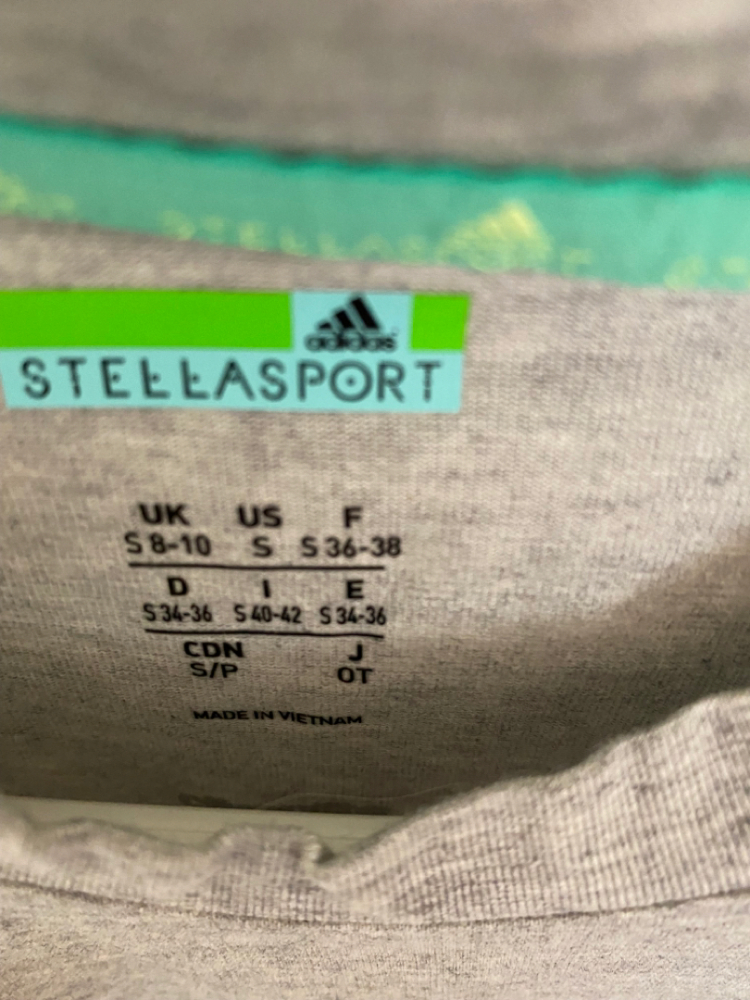 STELLASPORT
adidas
STEŁŁASPORT
UK US F
S 8-10 S S 36-38
D I E
S 34-36 S 40-42 S 34-36
CDN J
S/P OT
MADE IN VIETNAM